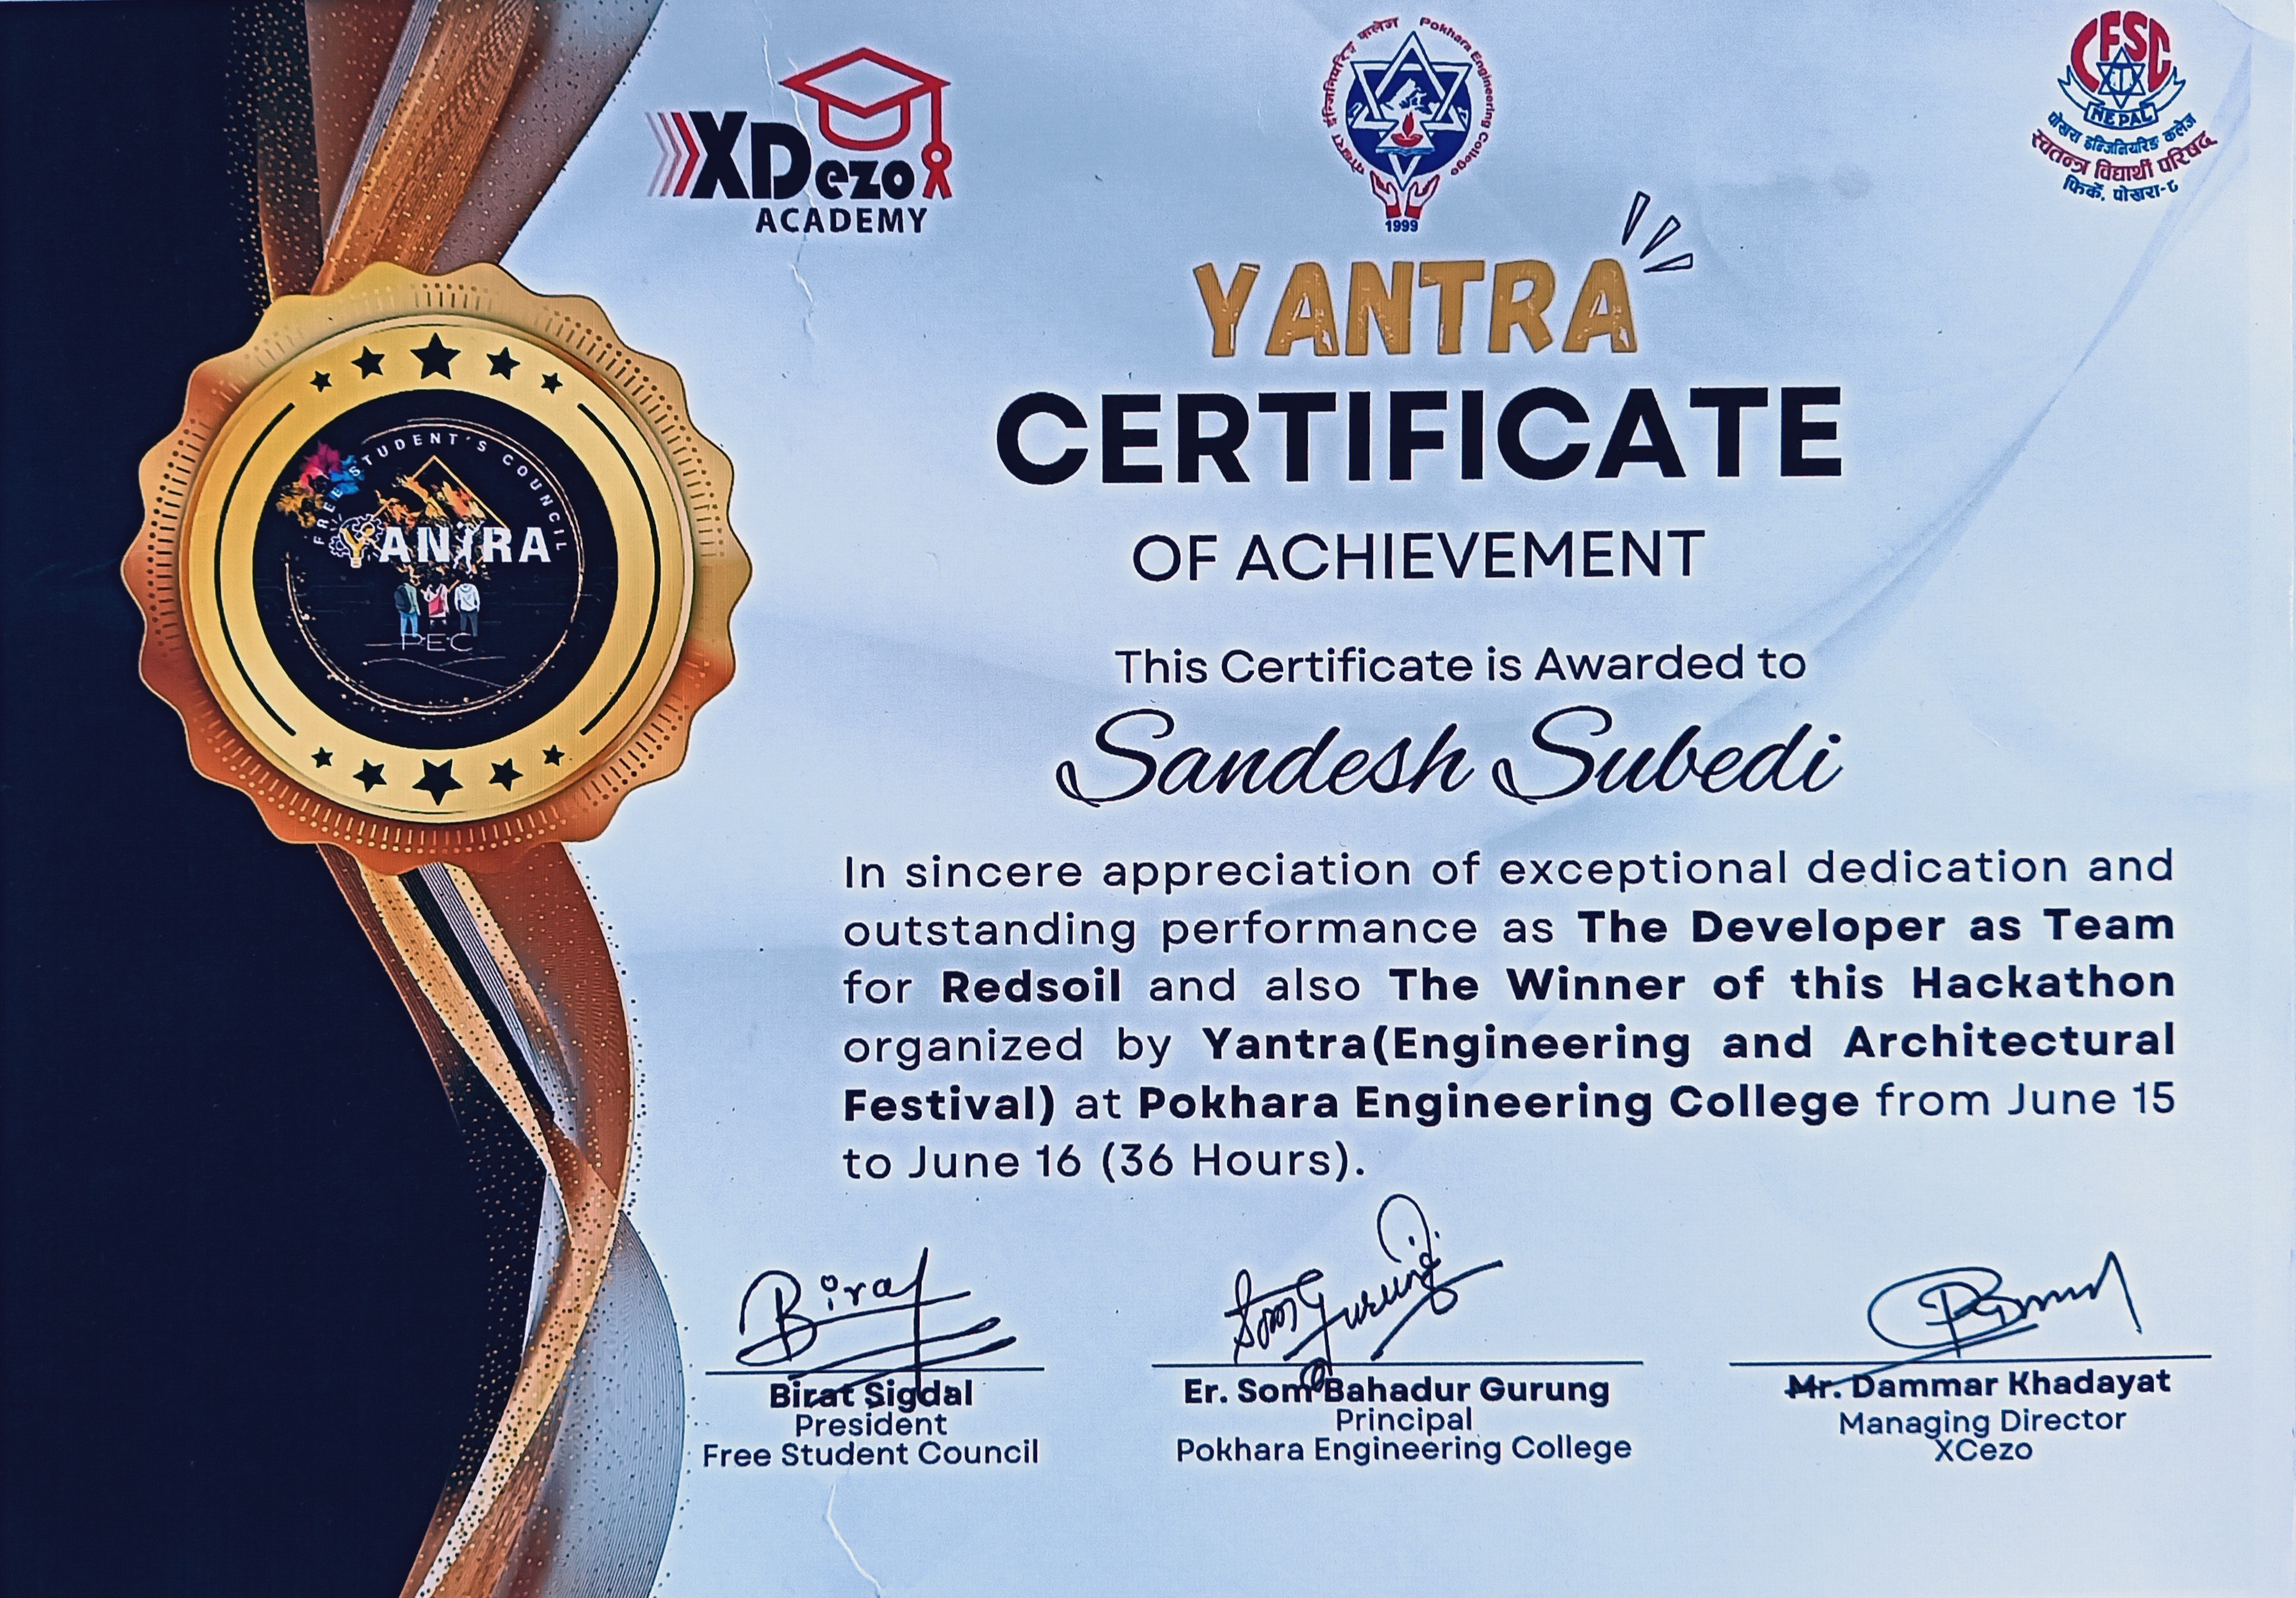 XDezo
ACADEMY
पोखरा इन्जिनियरिङ्ग कलेज Pokhara Engineering College
1999
FSC
NEPAL
पोखरा इन्जिनियरिङ कलेज
स्वतन्त्र विद्यार्थी परिषद
फिर्के, पोखरा-८
YANTRA
CERTIFICATE
OF ACHIEVEMENT
FREE STUDENT'S COUNCIL
YANTRA
PEC
This Certificate is Awarded to
Sandesh Subedi
In sincere appreciation of exceptional dedication and
outstanding performance as The Developer as Team
for Redsoil and also The Winner of this Hackathon
organized by Yantra(Engineering and Architectural
Festival) at Pokhara Engineering College from June 15
to June 16 (36 Hours).
Birat
Som Gurung
Birat Sigdal
President
Free Student Council
Er. Som Bahadur Gurung
Principal
Pokhara Engineering College
Mr. Dammar Khadayat
Managing Director
XCezo